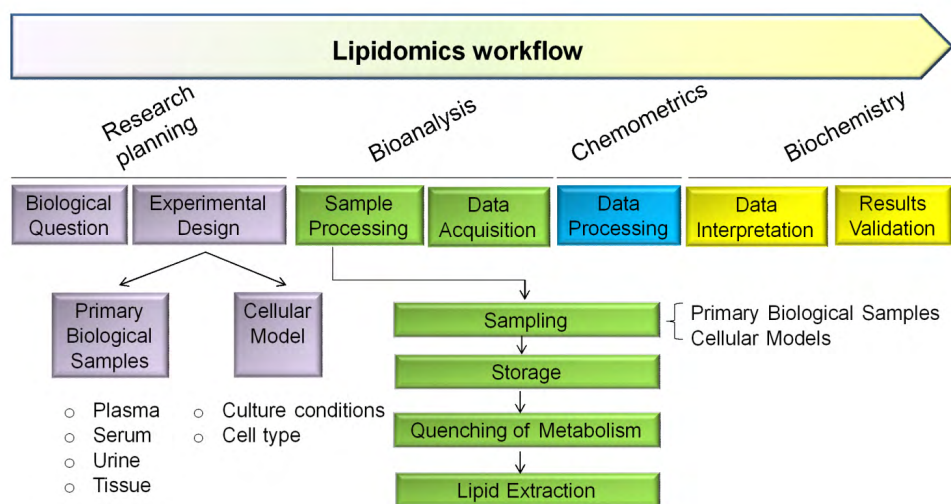 Lipidomics workflow
Research
planning
Bioanalysis
Chemometrics
Biochemistry
Biological
Question
Experimental
Design
Sample
Processing
Data
Acquisition
Data
Processing
Data
Interpretation
Results
Validation
Primary
Biological
Samples
Cellular
Model
Sampling
Primary Biological Samples
Cellular Models
Storage
Quenching of Metabolism
Lipid Extraction
○ Plasma
○ Serum
○ Urine
○ Tissue
○ Culture conditions
○ Cell type